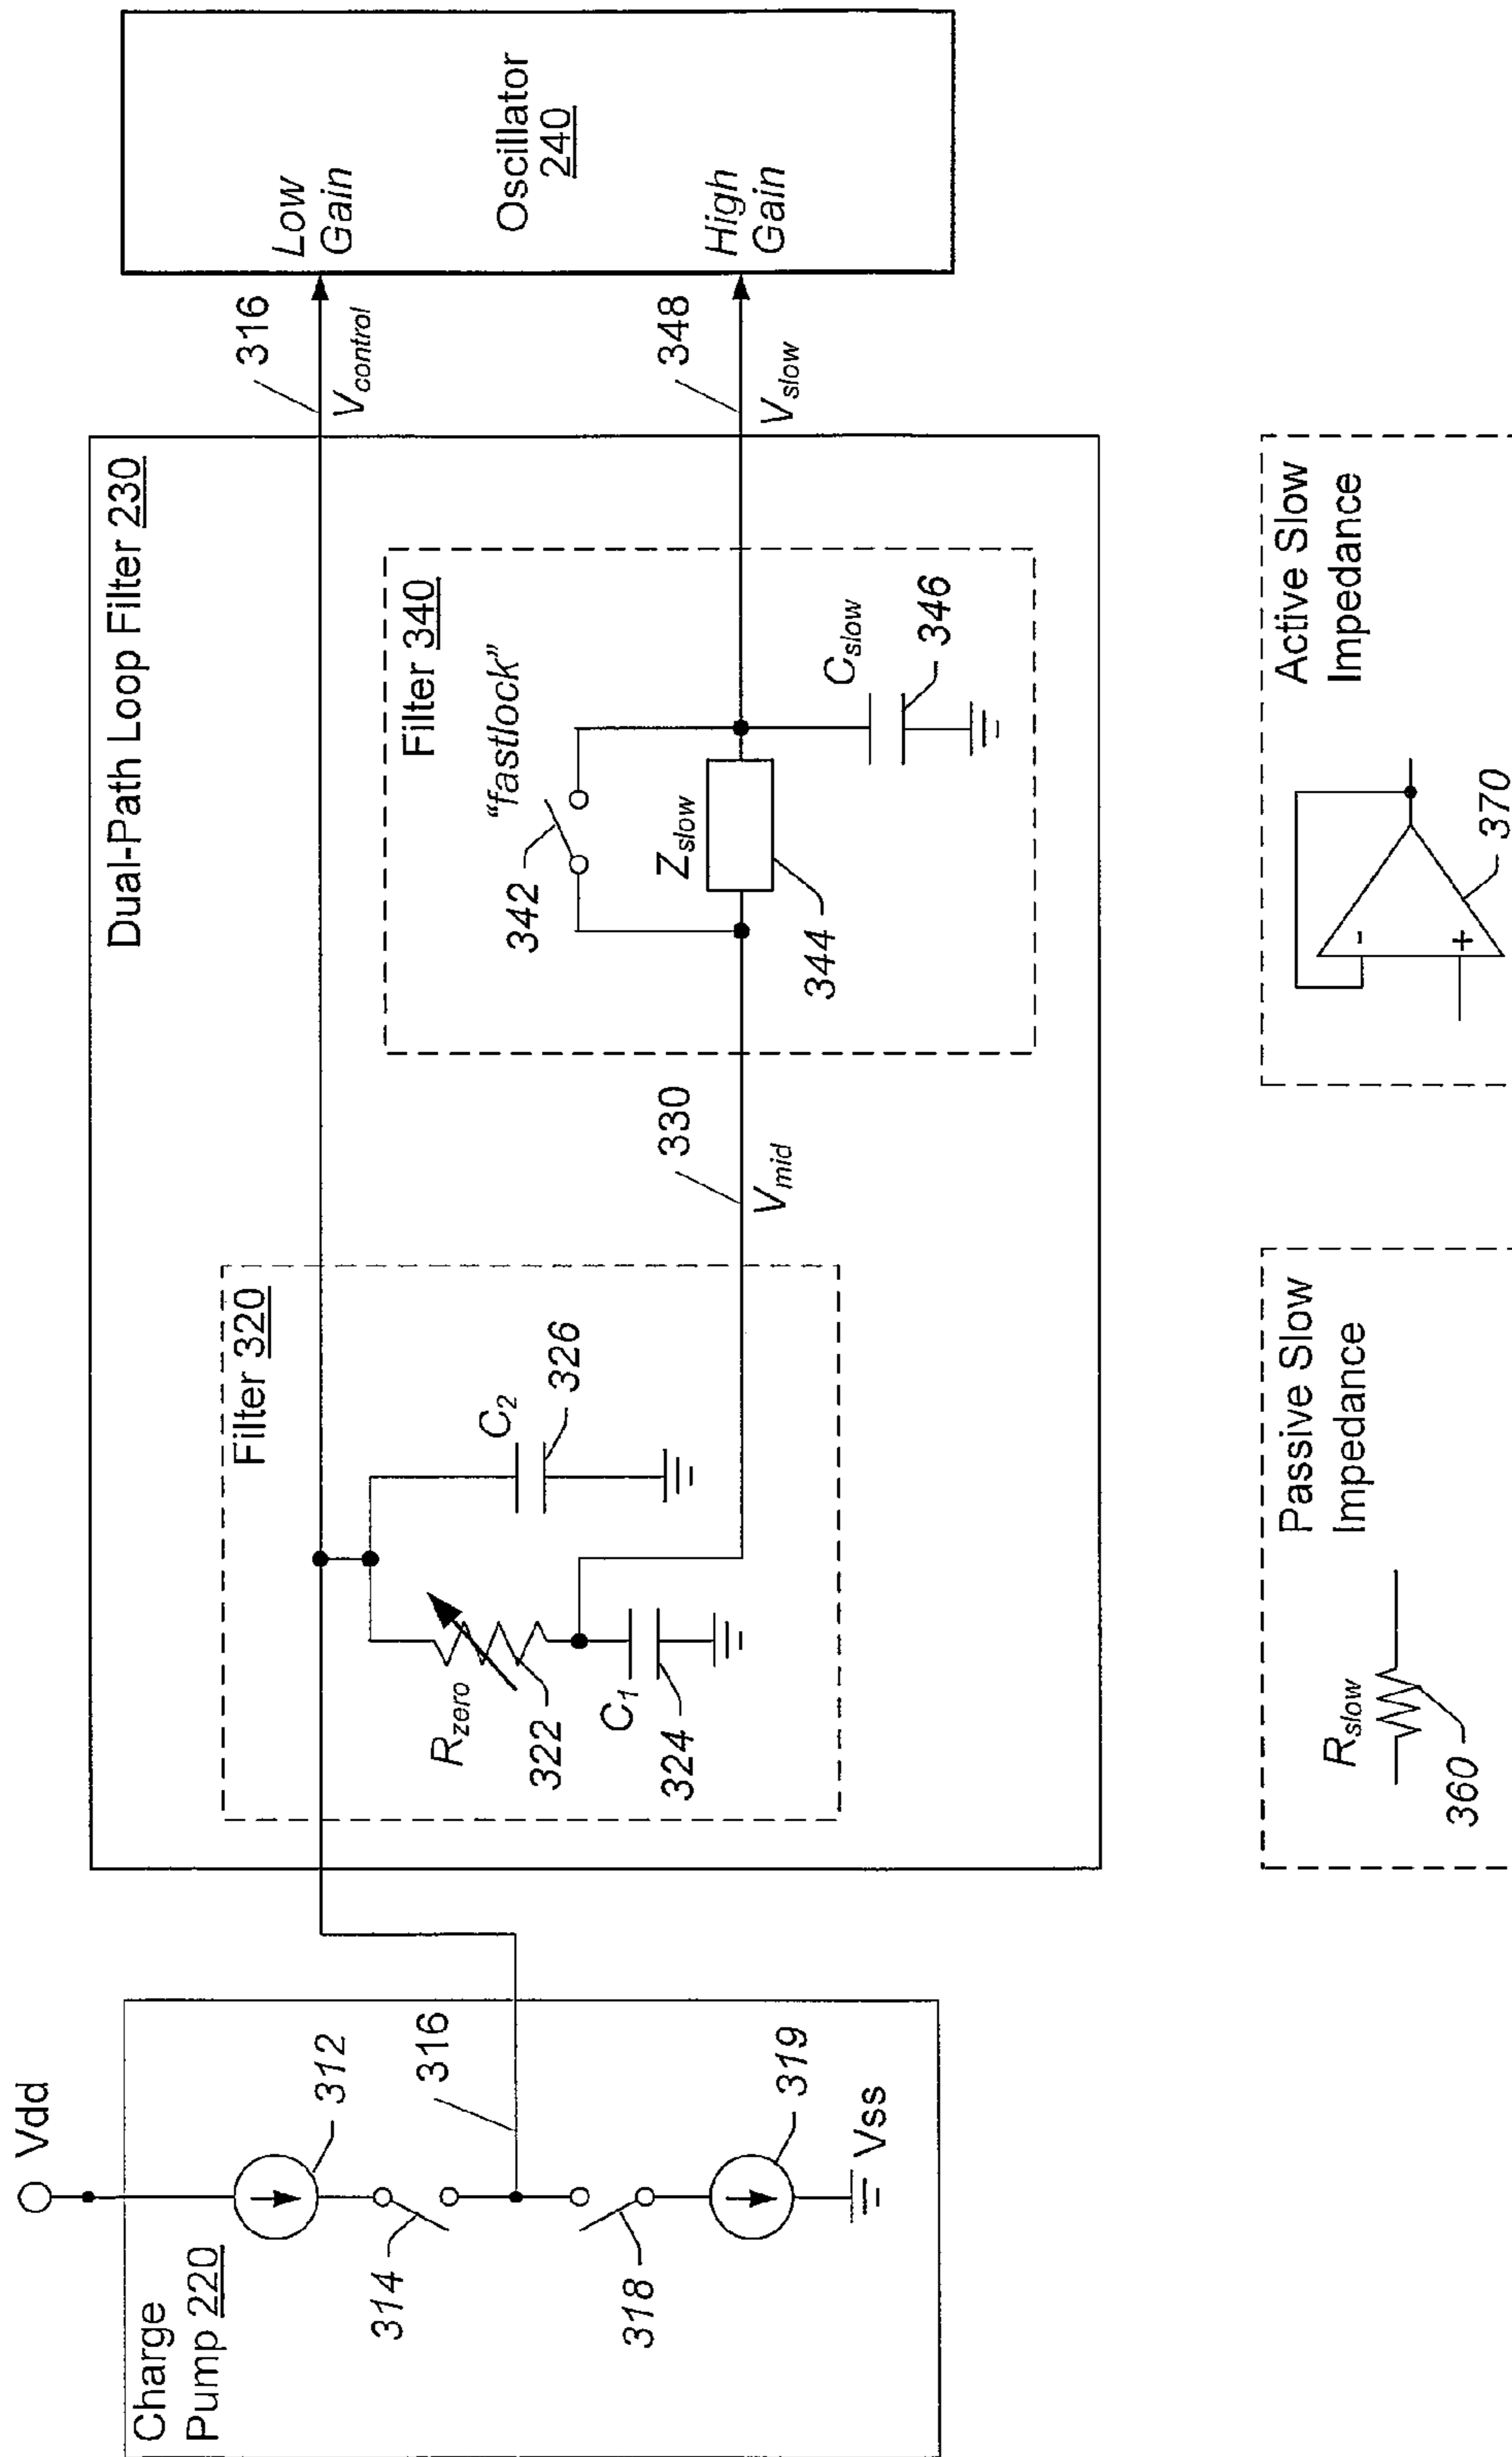 Vdd
Charge
Pump 220
312
314
316
318
319
Vss
Dual-Path Loop Filter 230
Filter 320
Rzero
322
C1
324
C2
326
330
Vmid
Filter 340
"fastlock"
342
Zslow
344
Cslow
346
316
Vcontrol
348
Vslow
Low
Gain
Oscillator
240
High
Gain
Passive Slow
Impedance
Rslow
360
Active Slow
Impedance
-
+
370